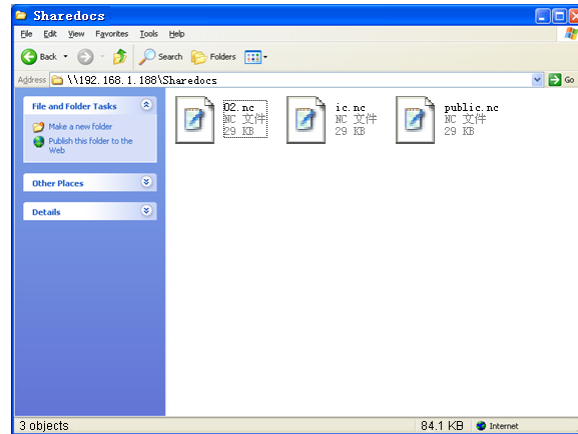 Sharedocs
File Edit View Favorites Tools Help
Back Search Folders
Address \\192.168.1.188\Sharedocs Go
File and Folder Tasks
Make a new folder
Publish this folder to the
Web
Other Places
Details
02.nc
NC 文件
29 KB
ic.nc
NC 文件
29 KB
public.nc
NC 文件
29 KB
3 objects 84.1 KB Internet